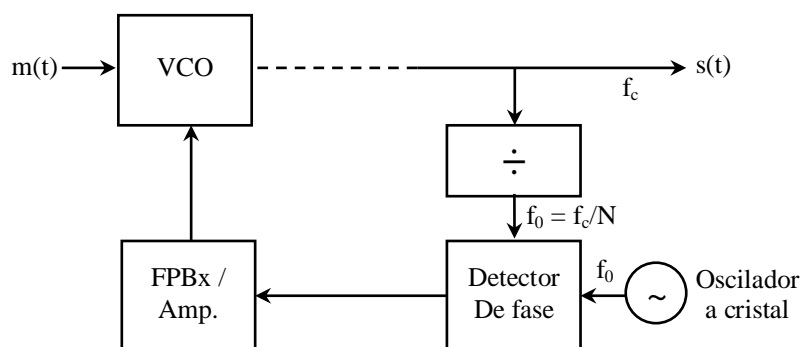 m(t)
VCO
s(t)
f_c
÷
f_0 = f_c/N
FPBx /
Amp.
Detector
De fase
f_0
~
Oscilador
a cristal